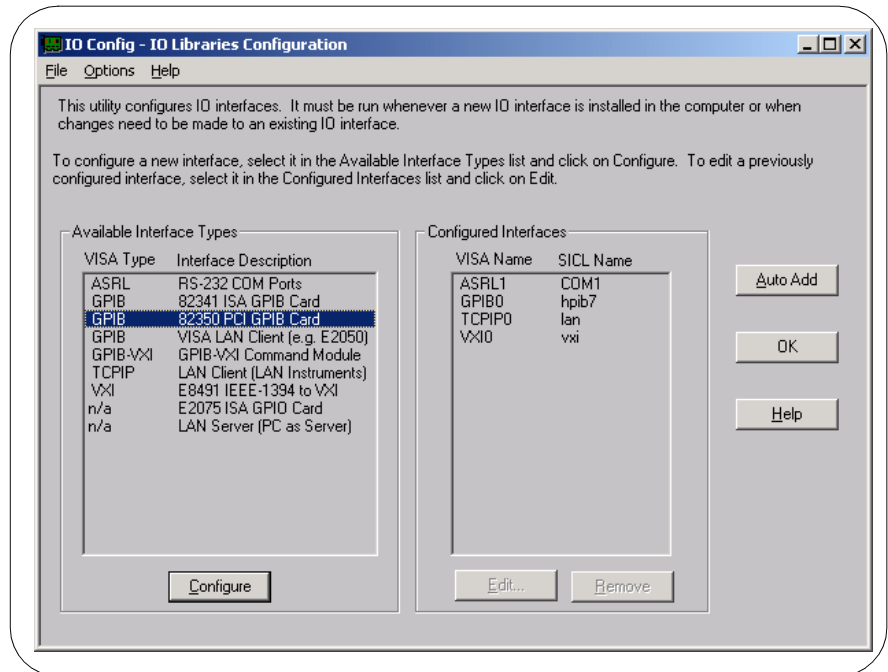 IO Config - IO Libraries Configuration
File Options Help
This utility configures IO interfaces. It must be run whenever a new IO interface is installed in the computer or when
changes need to be made to an existing IO interface.
To configure a new interface, select it in the Available Interface Types list and click on Configure. To edit a previously
configured interface, select it in the Configured Interfaces list and click on Edit.
Available Interface Types
VISA Type Interface Description
ASRL RS-232 COM Ports
GPIB 82341 ISA GPIB Card
GPIB 82350 PCI GPIB Card
GPIB VISA LAN Client (e.g. E2050)
GPIB-VXI GPIB-VXI Command Module
TCPIP LAN Client (LAN Instruments)
VXI E8491 IEEE-1394 to VXI
n/a E2075 ISA GPIO Card
n/a LAN Server (PC as Server)
Configure
Configured Interfaces
VISA Name SICL Name
ASRL1 COM1
GPIB0 hpib7
TCPIP0 lan
VXI0 vxi
Edit... Remove
Auto Add
OK
Help